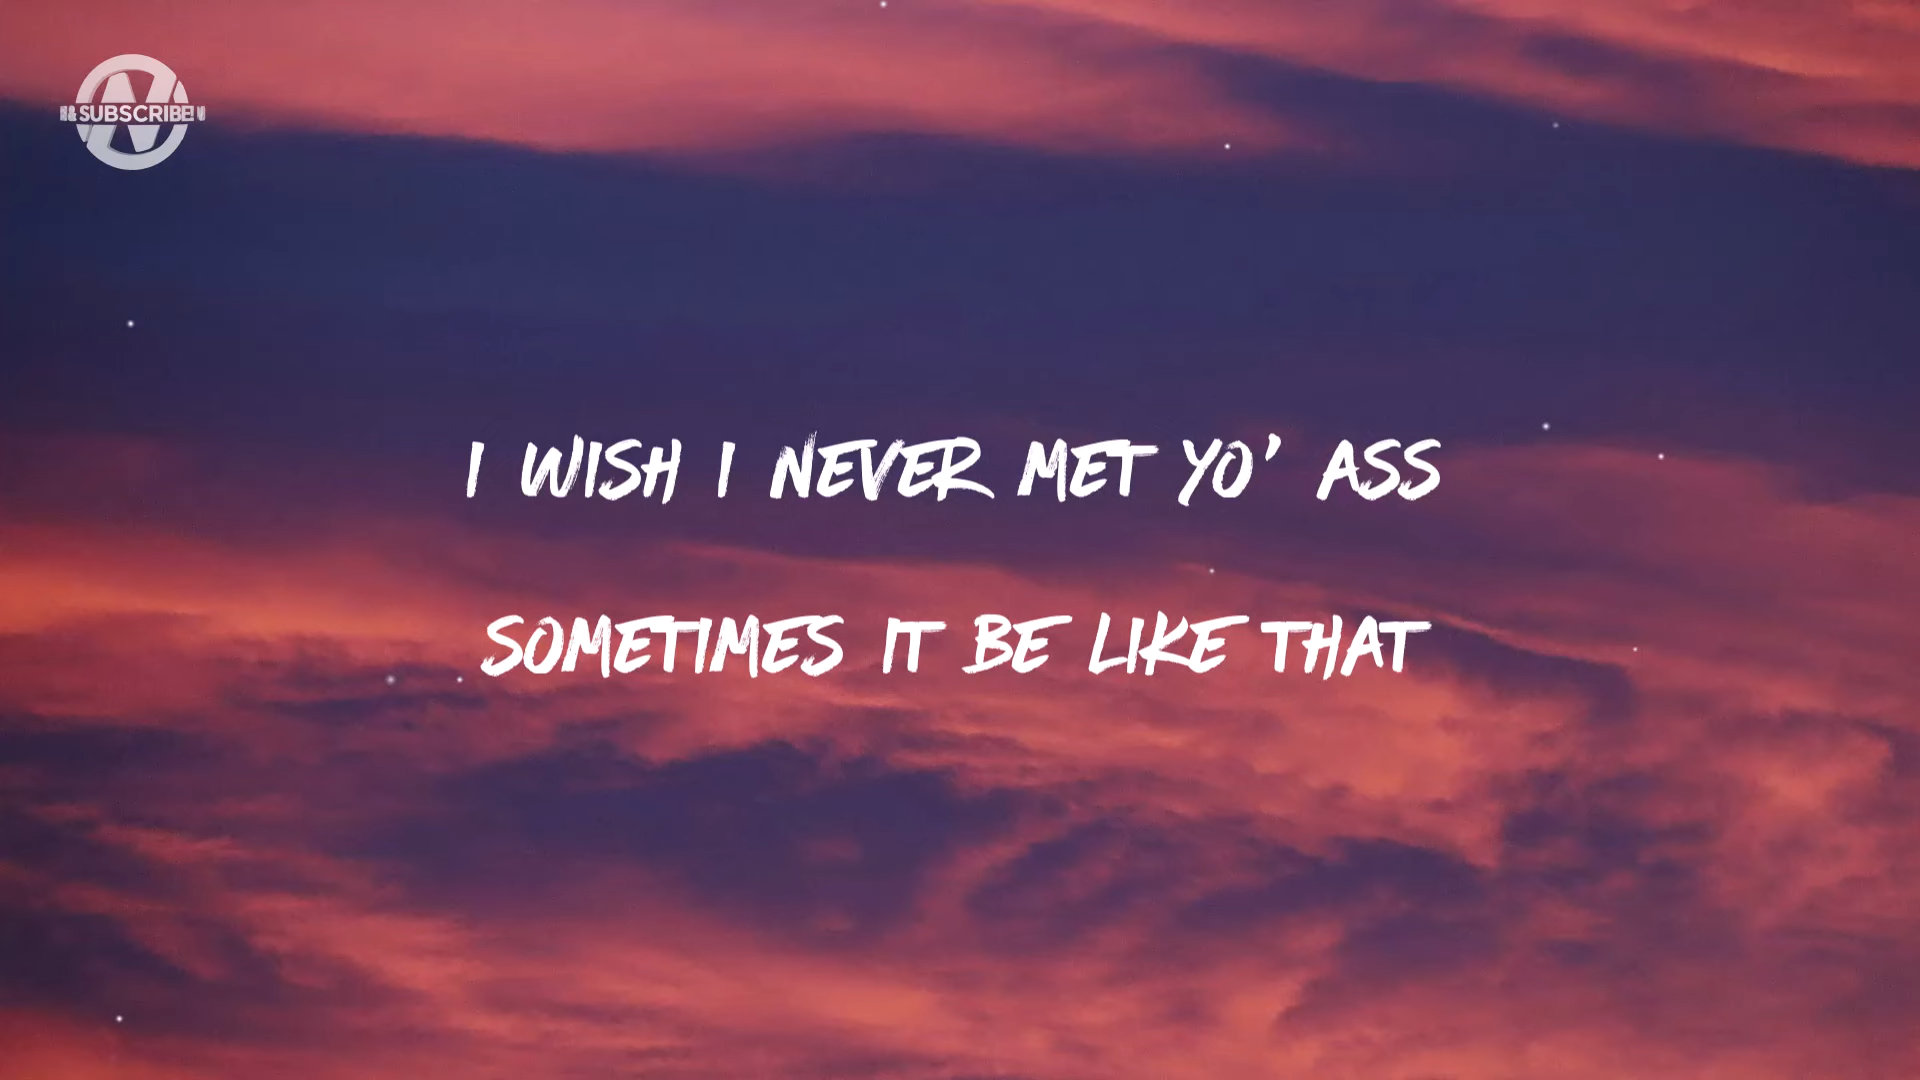 SUBSCRIBE!
I WISH I NEVER MET YO' ASS
SOMETIMES IT BE LIKE THAT